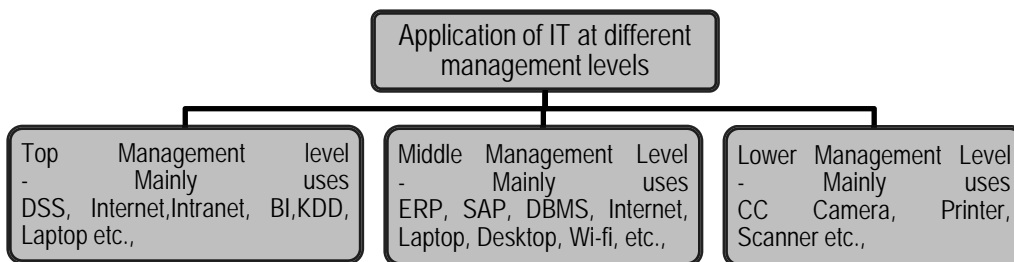 Application of IT at different
management levels
Top Management level
- Mainly uses
DSS, Internet,Intranet, BI,KDD,
Laptop etc.,
Middle Management Level
- Mainly uses
ERP, SAP, DBMS, Internet,
Laptop, Desktop, Wi-fi, etc.,
Lower Management Level
- Mainly uses
CC Camera, Printer,
Scanner etc.,